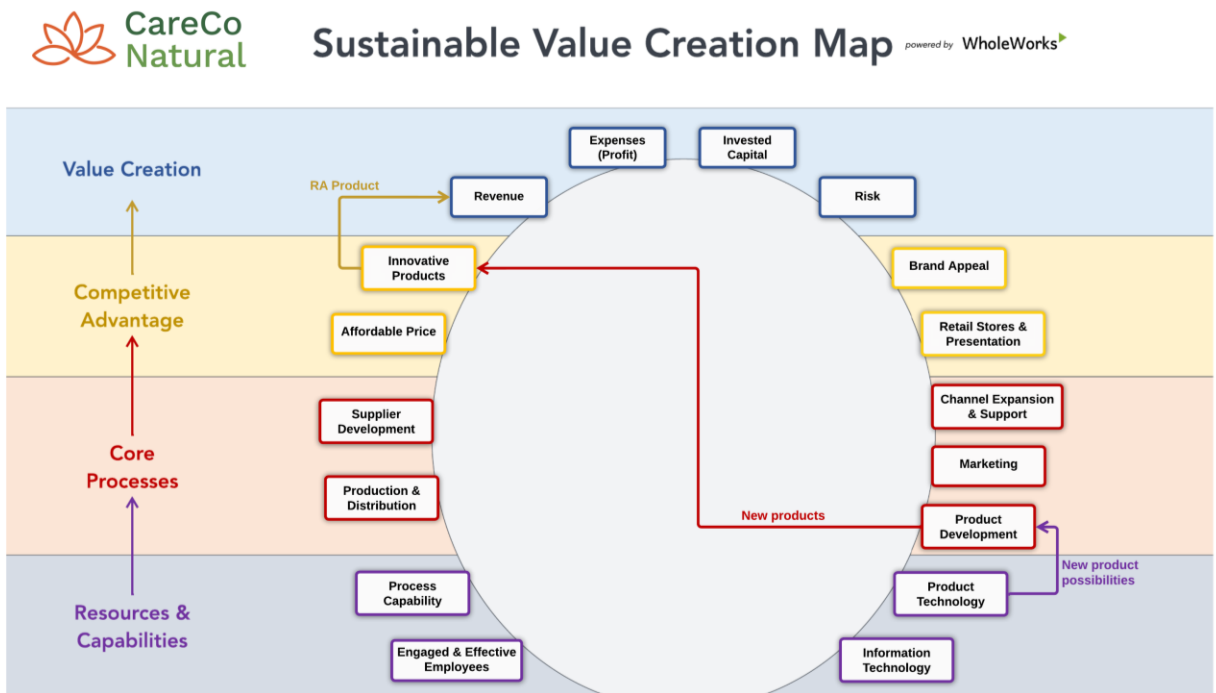 CareCo
Natural
Sustainable Value Creation Map
powered by WholeWorks
Value Creation
Expenses
(Profit)
Invested
Capital
RA Product
Revenue
Risk
Competitive
Advantage
Innovative
Products
Brand Appeal
Affordable Price
Retail Stores &
Presentation
Core
Processes
Supplier
Development
Channel Expansion
& Support
Marketing
Production &
Distribution
New products
Product
Development
New product
possibilities
Resources &
Capabilities
Process
Capability
Product
Technology
Engaged & Effective
Employees
Information
Technology